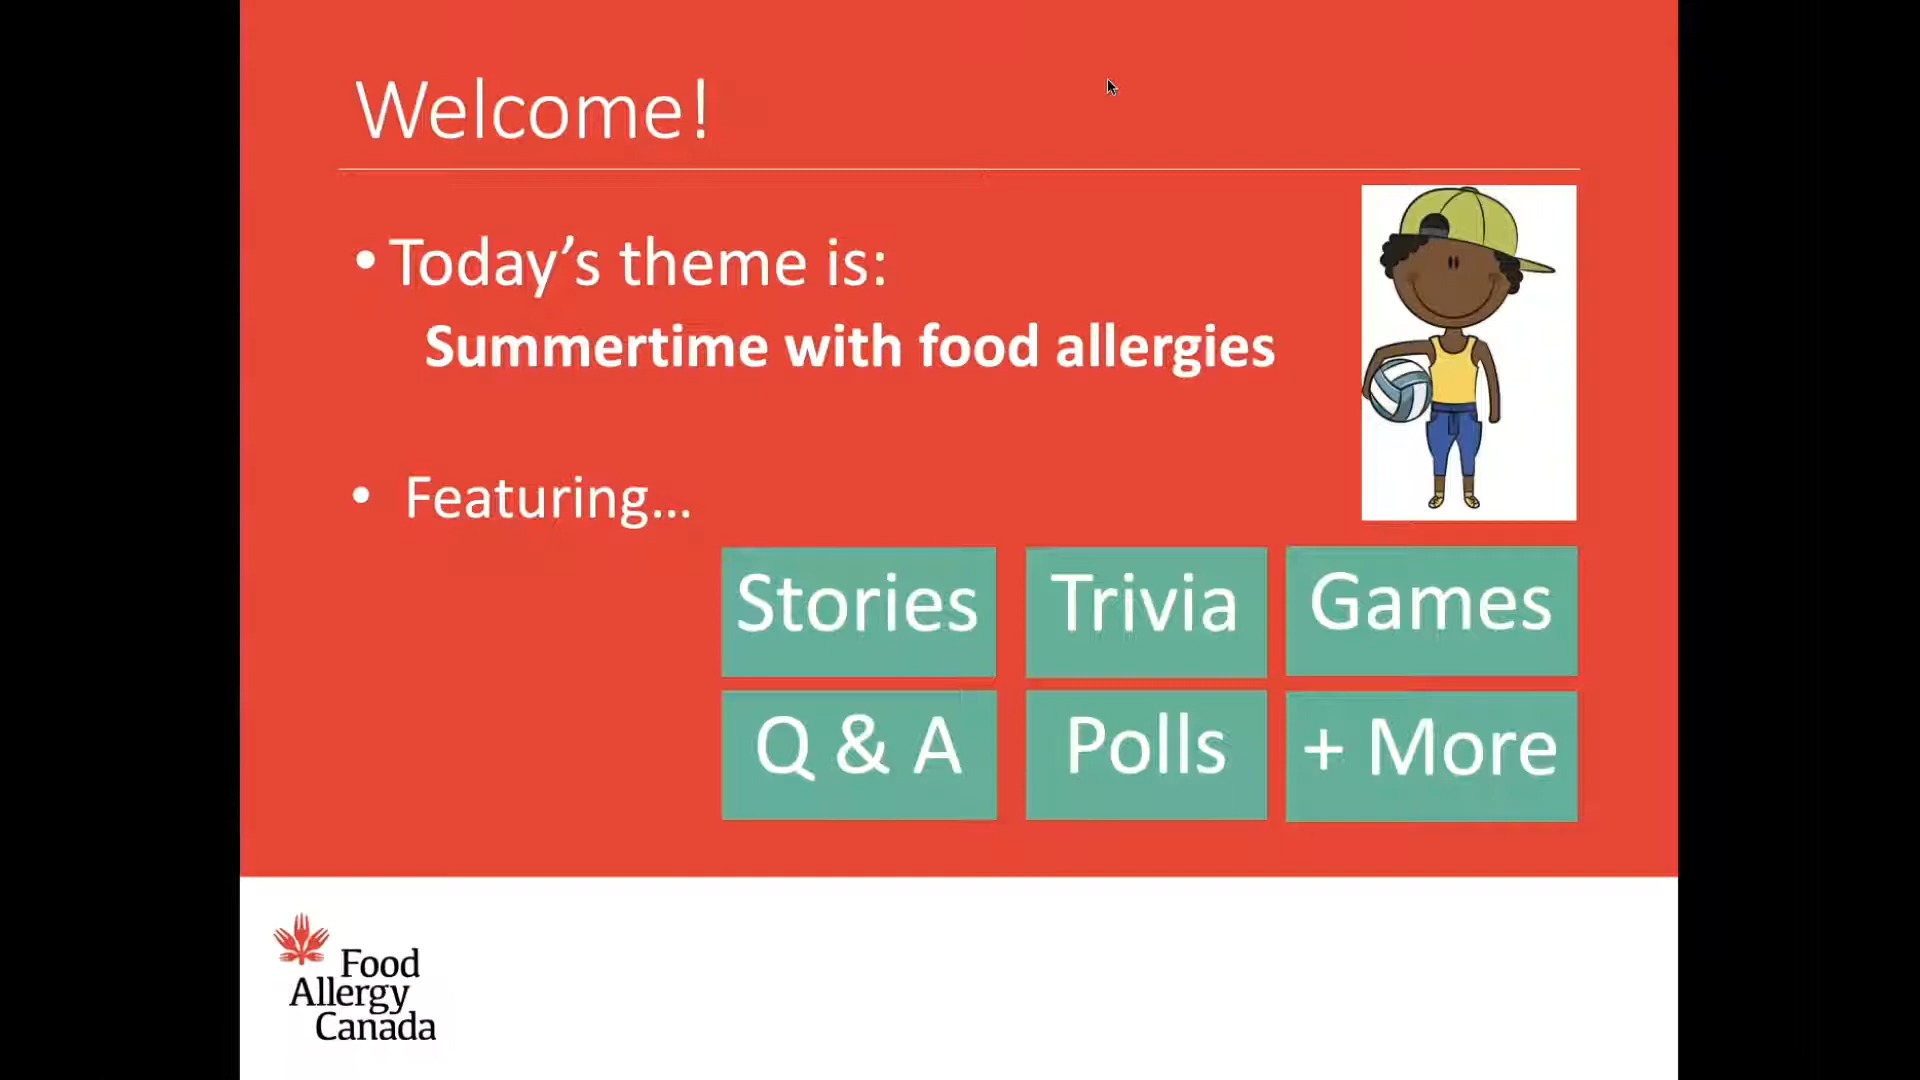 Welcome!
•Today’s theme is:
Summertime with food allergies
• Featuring...
Stories
Trivia
Games
Q & A
Polls
+ More
Food
Allergy
Canada